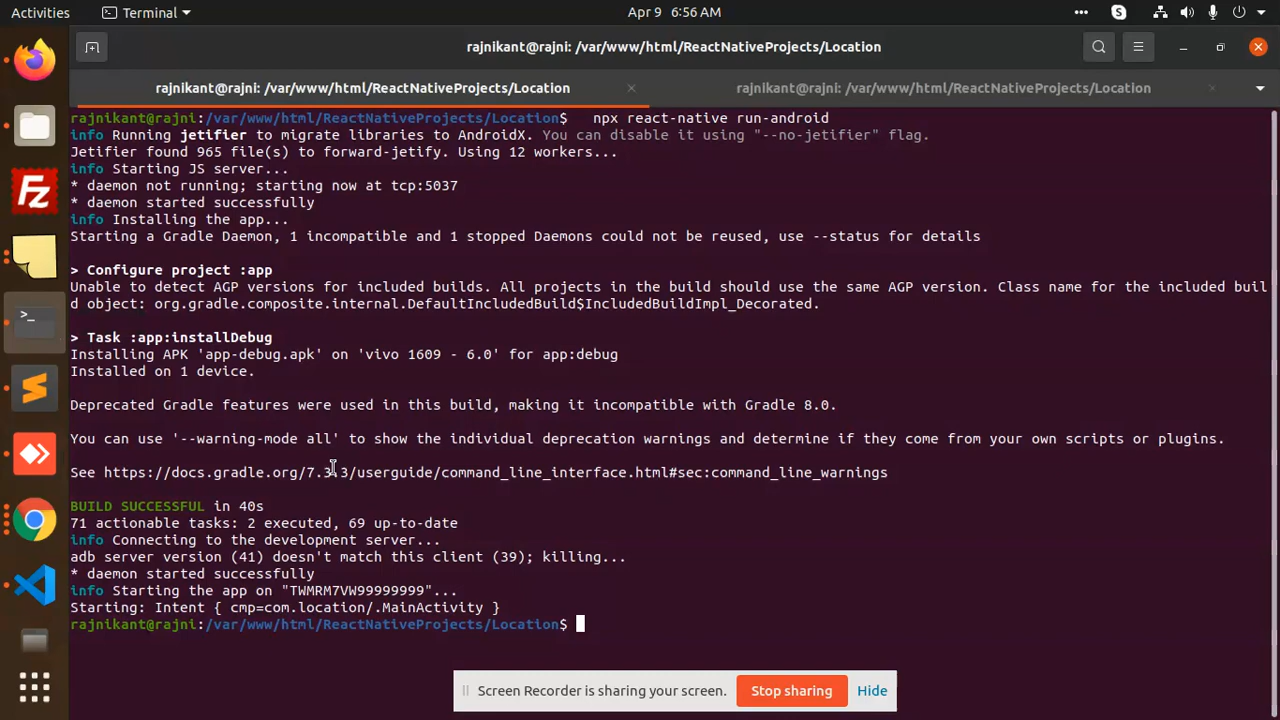 Activities
Terminal
Apr 9 6:56 AM
rajnikant@rajni: /var/www/html/ReactNativeProjects/Location
rajnikant@rajni: /var/www/html/ReactNativeProjects/Location
rajnikant@rajni: /var/www/html/ReactNativeProjects/Location
rajnikant@rajni:/var/www/html/ReactNativeProjects/Location$ npx react-native run-android
info Running jetifier to migrate libraries to AndroidX. You can disable it using "--no-jetifier" flag.
Jetifier found 965 file(s) to forward-jetify. Using 12 workers...
info Starting JS server...
* daemon not running; starting now at tcp:5037
* daemon started successfully
info Installing the app...
Starting a Gradle Daemon, 1 incompatible and 1 stopped Daemons could not be reused, use --status for details
> Configure project :app
Unable to detect AGP versions for included builds. All projects in the build should use the same AGP version. Class name for the included buil
d object: org.gradle.composite.internal.DefaultIncludedBuild$IncludedBuildImpl_Decorated.
> Task :app:installDebug
Installing APK 'app-debug.apk' on 'vivo 1609 - 6.0' for app:debug
Installed on 1 device.
Deprecated Gradle features were used in this build, making it incompatible with Gradle 8.0.
You can use '--warning-mode all' to show the individual deprecation warnings and determine if they come from your own scripts or plugins.
See https://docs.gradle.org/7.3.3/userguide/command_line_interface.html#sec:command_line_warnings
BUILD SUCCESSFUL in 40s
71 actionable tasks: 2 executed, 69 up-to-date
info Connecting to the development server...
adb server version (41) doesn't match this client (39); killing...
* daemon started successfully
info Starting the app on "TWMRM7VW99999999"...
Starting: Intent { cmp=com.location/.MainActivity }
rajnikant@rajni:/var/www/html/ReactNativeProjects/Location$
Screen Recorder is sharing your screen.
Stop sharing
Hide